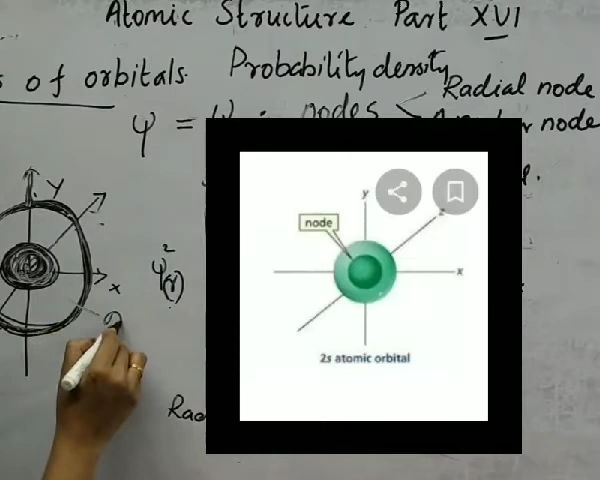 Atomic Structure Part XVI
s of orbitals Probability density
Radial node
ψ = ψ nodes
node
Y
x
ψ²(r)
y
z
node
x
2s atomic orbital